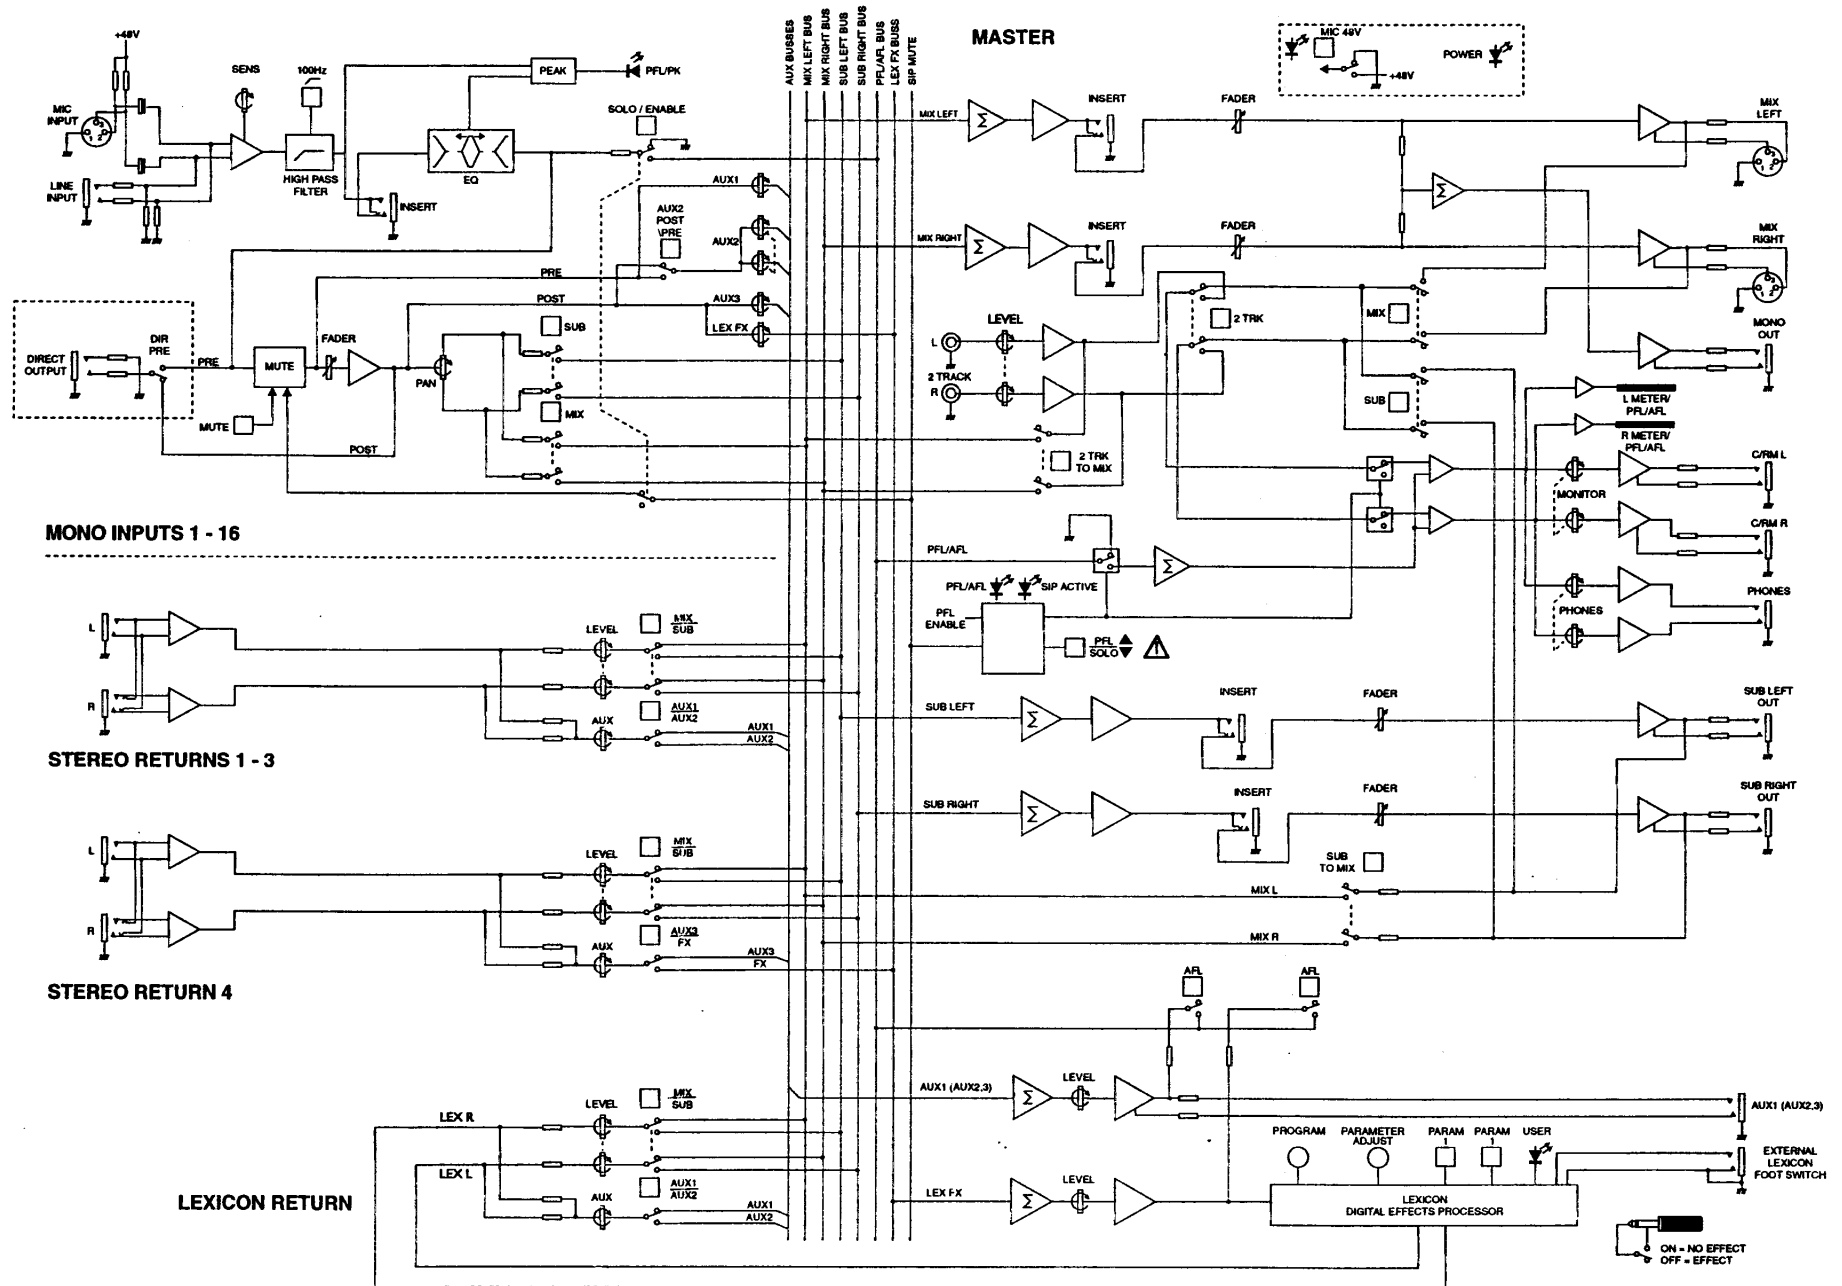 AUX BUSSES
MIX LEFT BUS
MIX RIGHT BUS
SUB LEFT BUS
SUB RIGHT BUS
PFL/AFL BUS
LEX FX BUSS
SIP MUTE
MASTER
+48V
SENS
100Hz
PEAK
PFL/PK
MIC
INPUT
3
1
2
SOLO / ENABLE
HIGH PASS
FILTER
EQ
LINE
INPUT
INSERT
AUX1
AUX2
POST
\PRE
AUX2
PRE
POST
AUX3
LEX FX
DIR
PRE
DIRECT
OUTPUT
PRE
MUTE
FADER
PAN
SUB
MIX
MUTE
POST
MONO INPUTS 1 - 16
MIC 48V
+48V
POWER
MIX LEFT
Σ
INSERT
FADER
MIX
LEFT
3
1
2
Σ
MIX RIGHT
Σ
INSERT
FADER
MIX
RIGHT
3
1
2
LEVEL
L
2 TRACK
R
2 TRK
MIX
SUB
2 TRK
TO MIX
MONO
OUT
L METER/
PFL/AFL
R METER/
PFL/AFL
C/RM L
MONITOR
C/RM R
PHONES
PHONES
PFL/AFL
Σ
PFL/AFL
SIP ACTIVE
PFL
ENABLE
PFL
SOLO
L
R
LEVEL
MIX
SUB
AUX1
AUX2
AUX
AUX1
AUX2
STEREO RETURNS 1 - 3
SUB LEFT
Σ
INSERT
FADER
SUB LEFT
OUT
SUB RIGHT
Σ
INSERT
FADER
SUB RIGHT
OUT
SUB
TO MIX
MIX L
MIX R
L
R
LEVEL
MIX
SUB
AUX3
FX
AUX
AUX3
FX
STEREO RETURN 4
AFL
AFL
AUX1 (AUX2,3)
Σ
LEVEL
AUX1 (AUX2,3)
PROGRAM
PARAMETER
ADJUST
PARAM
1
PARAM
1
USER
EXTERNAL
LEXICON
FOOT SWITCH
LEX FX
Σ
LEVEL
LEXICON
DIGITAL EFFECTS PROCESSOR
ON = NO EFFECT
OFF = EFFECT
LEX R
LEX L
LEVEL
MIX
SUB
AUX1
AUX2
AUX
AUX1
AUX2
LEXICON RETURN